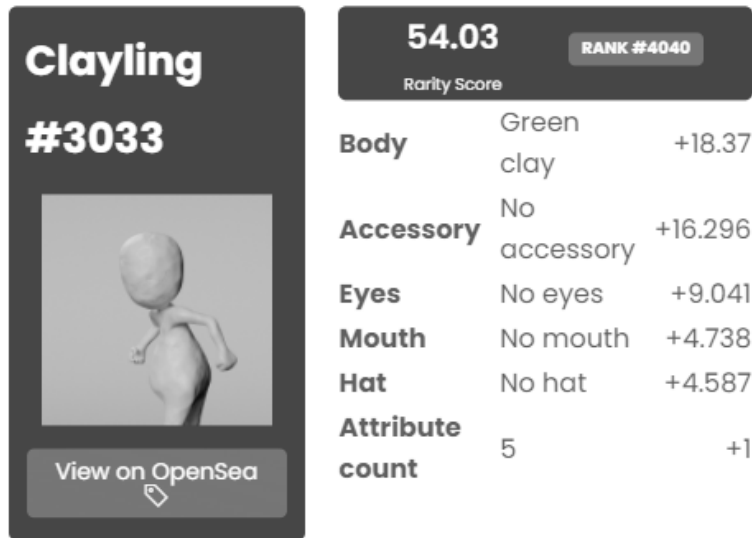 Clayling
#3033
View on OpenSea
54.03
Rarity Score
RANK #4040
Body Green clay +18.37
Accessory No accessory +16.296
Eyes No eyes +9.041
Mouth No mouth +4.738
Hat No hat +4.587
Attribute count 5 +1